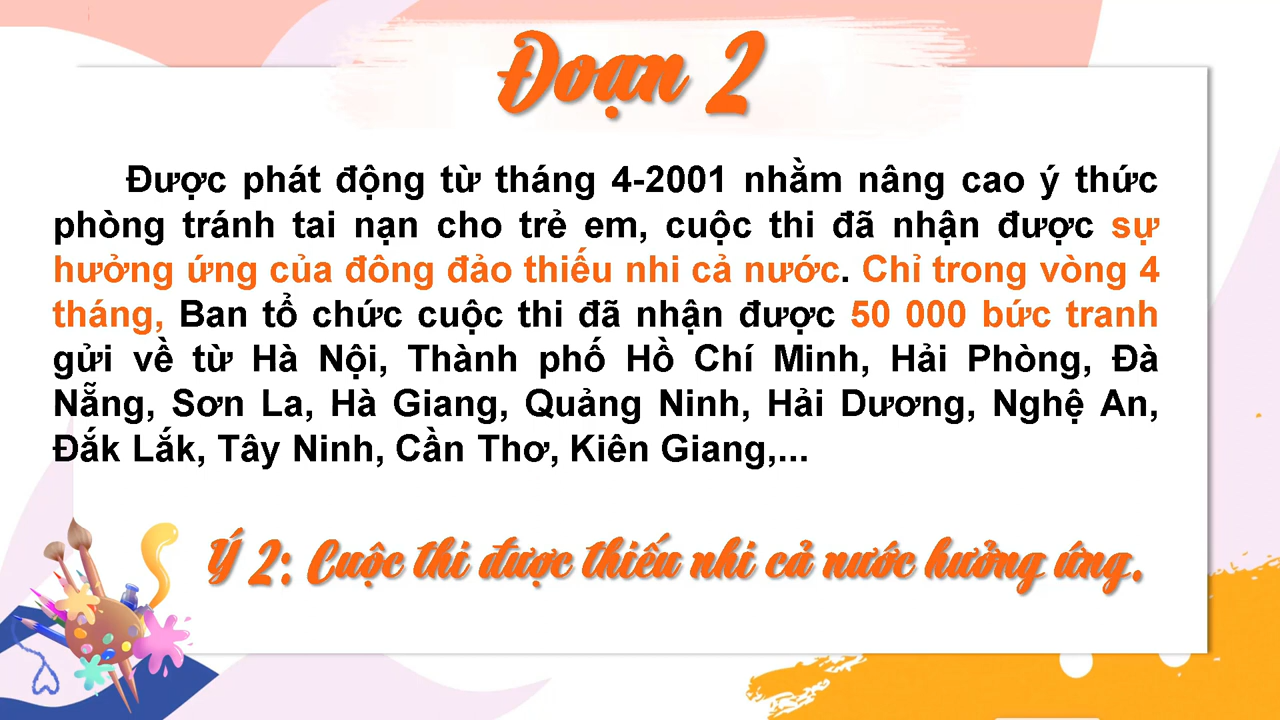 Đoạn 2
Được phát động từ tháng 4-2001 nhằm nâng cao ý thức
phòng tránh tai nạn cho trẻ em, cuộc thi đã nhận được sự
hưởng ứng của đông đảo thiếu nhi cả nước. Chỉ trong vòng 4
tháng, Ban tổ chức cuộc thi đã nhận được 50 000 bức tranh
gửi về từ Hà Nội, Thành phố Hồ Chí Minh, Hải Phòng, Đà
Nẵng, Sơn La, Hà Giang, Quảng Ninh, Hải Dương, Nghệ An,
Đắk Lắk, Tây Ninh, Cần Thơ, Kiên Giang,...
Ý 2: Cuộc thi được thiếu nhi cả nước hưởng ứng.